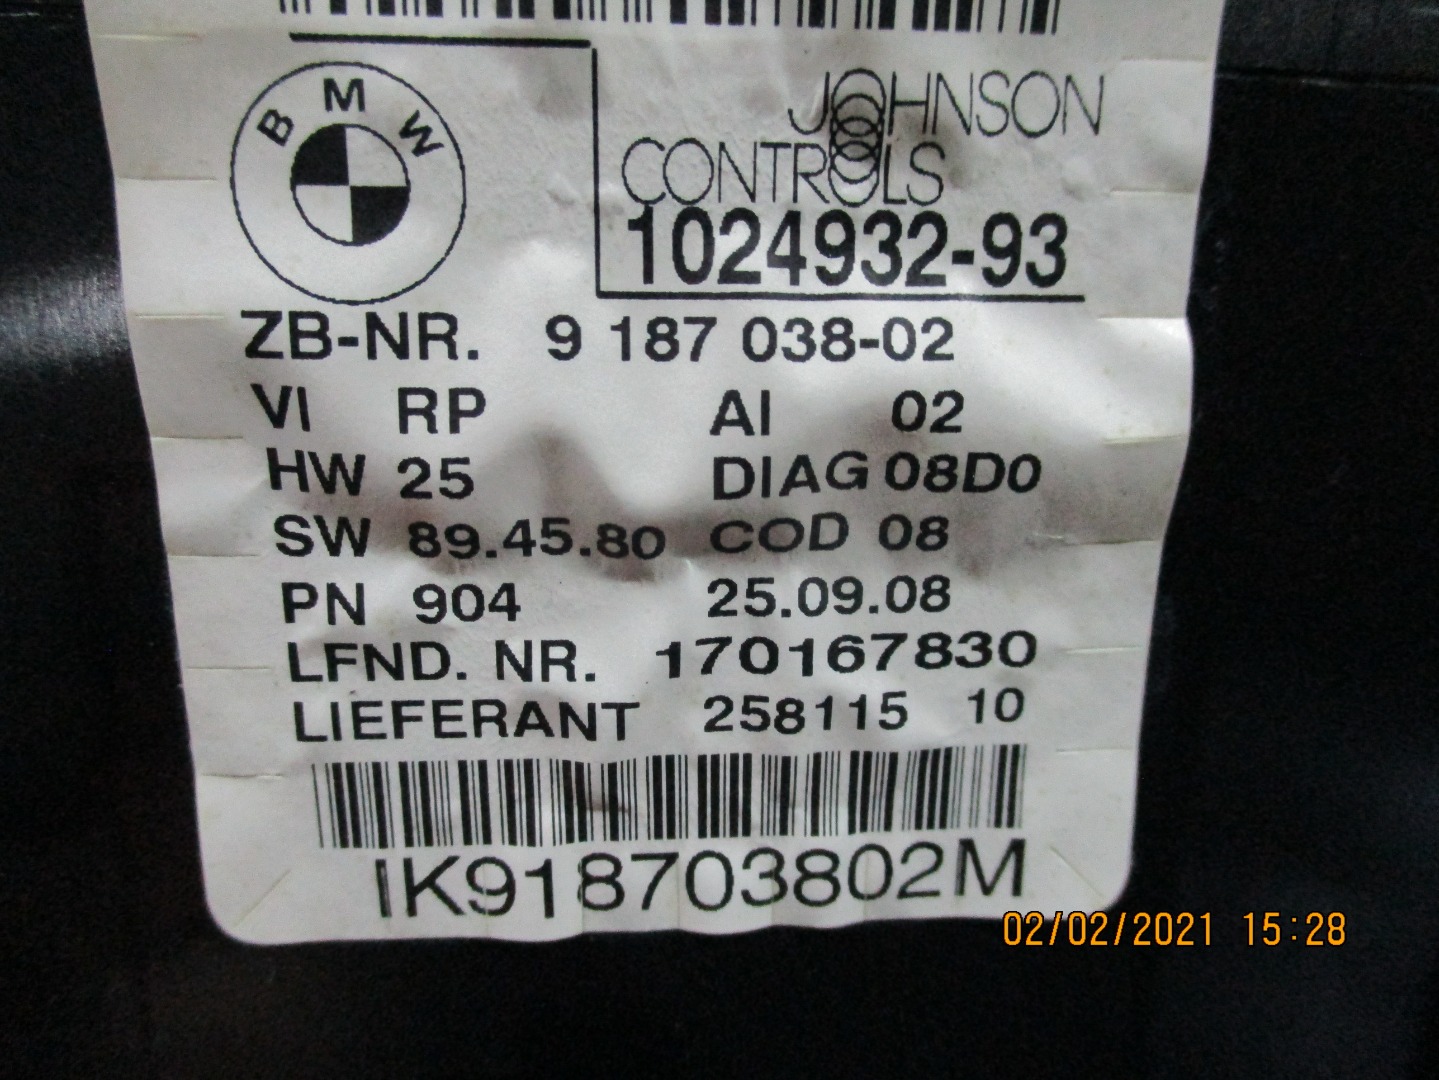 BMW
JOHNSON
CONTROLS
1024932-93
ZB-NR. 9 187 038-02
VI RP AI 02
HW 25 DIAG 08D0
SW 89.45.80 COD 08
PN 904 25.09.08
LFND. NR. 170167830
LIEFERANT 258115 10
IK918703802M
02/02/2021 15:28